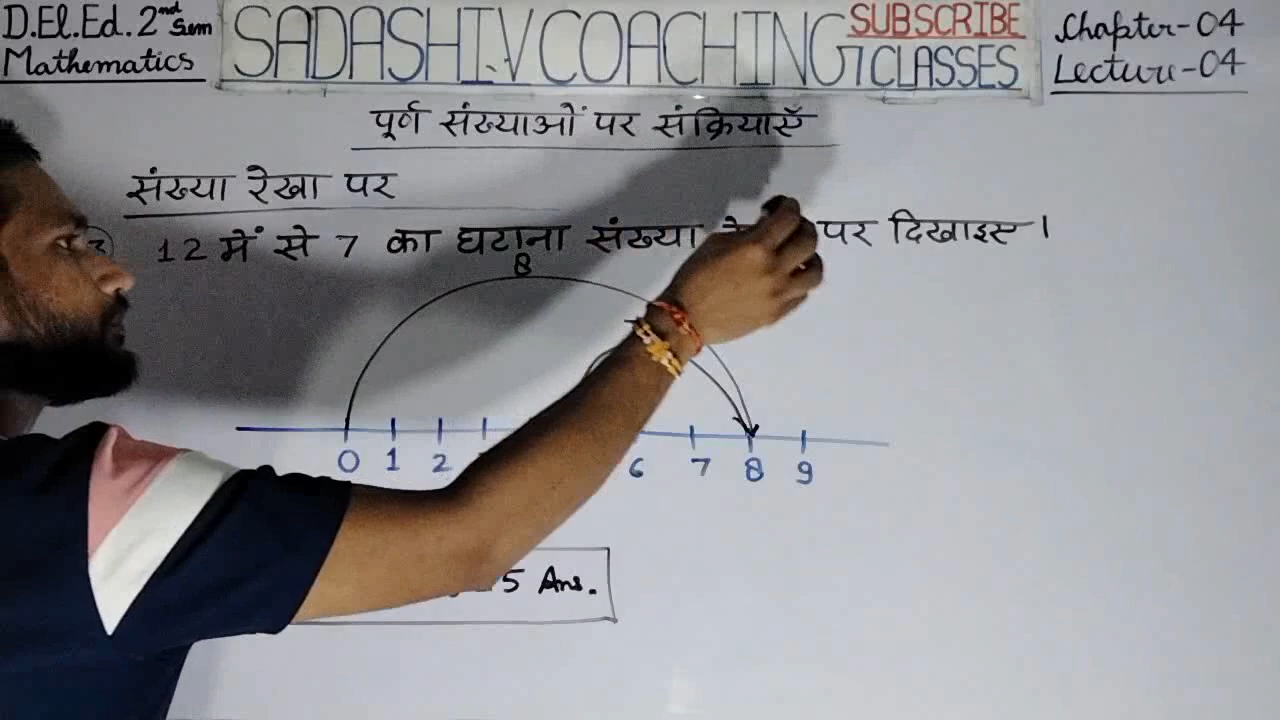 D.El.Ed. 2nd Sem
Mathematics
SADASHIV COACHING CLASSES
SUBSCRIBE
Chapter-04
Lecture-04
पूर्ण संख्याओं पर संक्रियाएँ
संख्या रेखा पर
12 में से 7 का घटाना संख्या पर दिखाइए।
8
0 1 2 6 7 8 9
5 Ans.